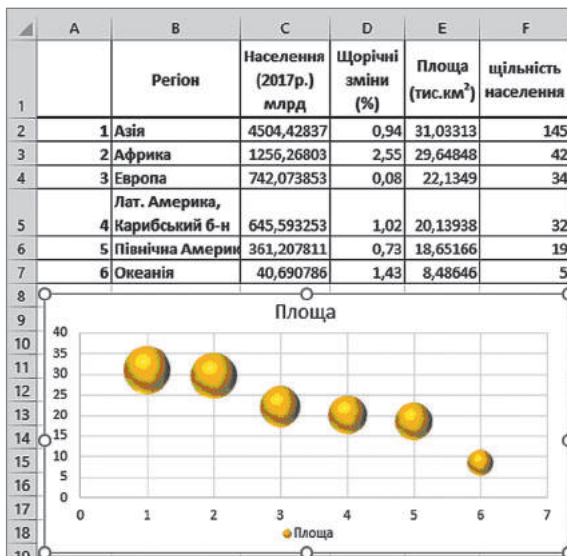 A B C D E F
1 Регіон Населення (2017р.) млрд Щорічні зміни (%) Площа (тис.км²) щільність населення
2 1 Азія 4504,42837 0,94 31,03313 145
3 2 Африка 1256,26803 2,55 29,64848 42
4 3 Европа 742,073853 0,08 22,1349 34
Лат. Америка,
5 4 Карибський б-н 645,593253 1,02 20,13938 32
6 5 Північна Америк 361,207811 0,73 18,65166 19
7 6 Океанія 40,690786 1,43 8,48646 5
8
9
10
11
12
13
14
15
16
17
18
19
Площа
40
35
30
25
20
15
10
5
0
0 1 2 3 4 5 6 7
Площа